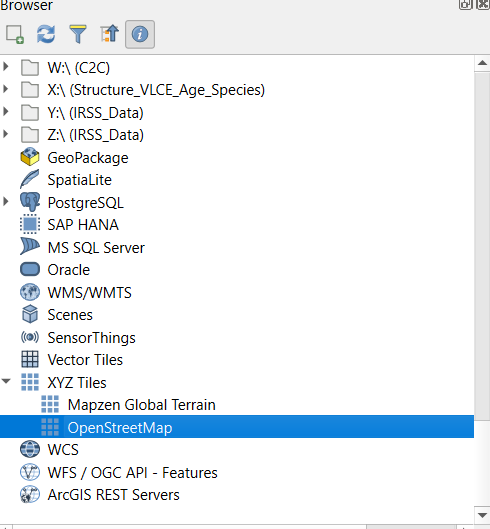 Browser
W:\ (C2C)
X:\ (Structure_VLCE_Age_Species)
Y:\ (IRSS_Data)
Z:\ (IRSS_Data)
GeoPackage
SpatiaLite
PostgreSQL
SAP HANA
MS SQL Server
Oracle
WMS/WMTS
Scenes
SensorThings
Vector Tiles
XYZ Tiles
Mapzen Global Terrain
OpenStreetMap
WCS
WFS / OGC API - Features
ArcGIS REST Servers